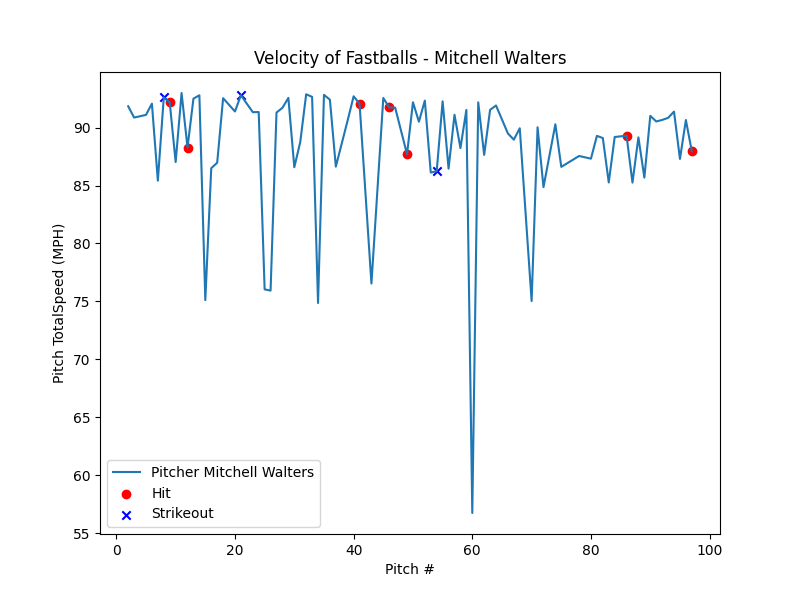 Velocity of Fastballs - Mitchell Walters
Pitch TotalSpeed (MPH)
90
85
80
75
70
65
60
55
Pitcher Mitchell Walters
Hit
Strikeout
0 20 40 60 80 100
Pitch #